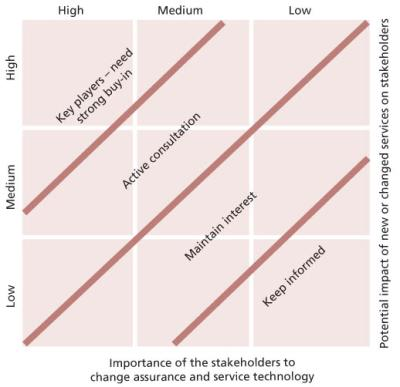 High
Medium
Low
High
Medium
Low
Key players – need
strong buy-in
Active consultation
Maintain interest
Keep informed
Potential impact of new or changed services on stakeholders
Importance of the stakeholders to
change assurance and service technology